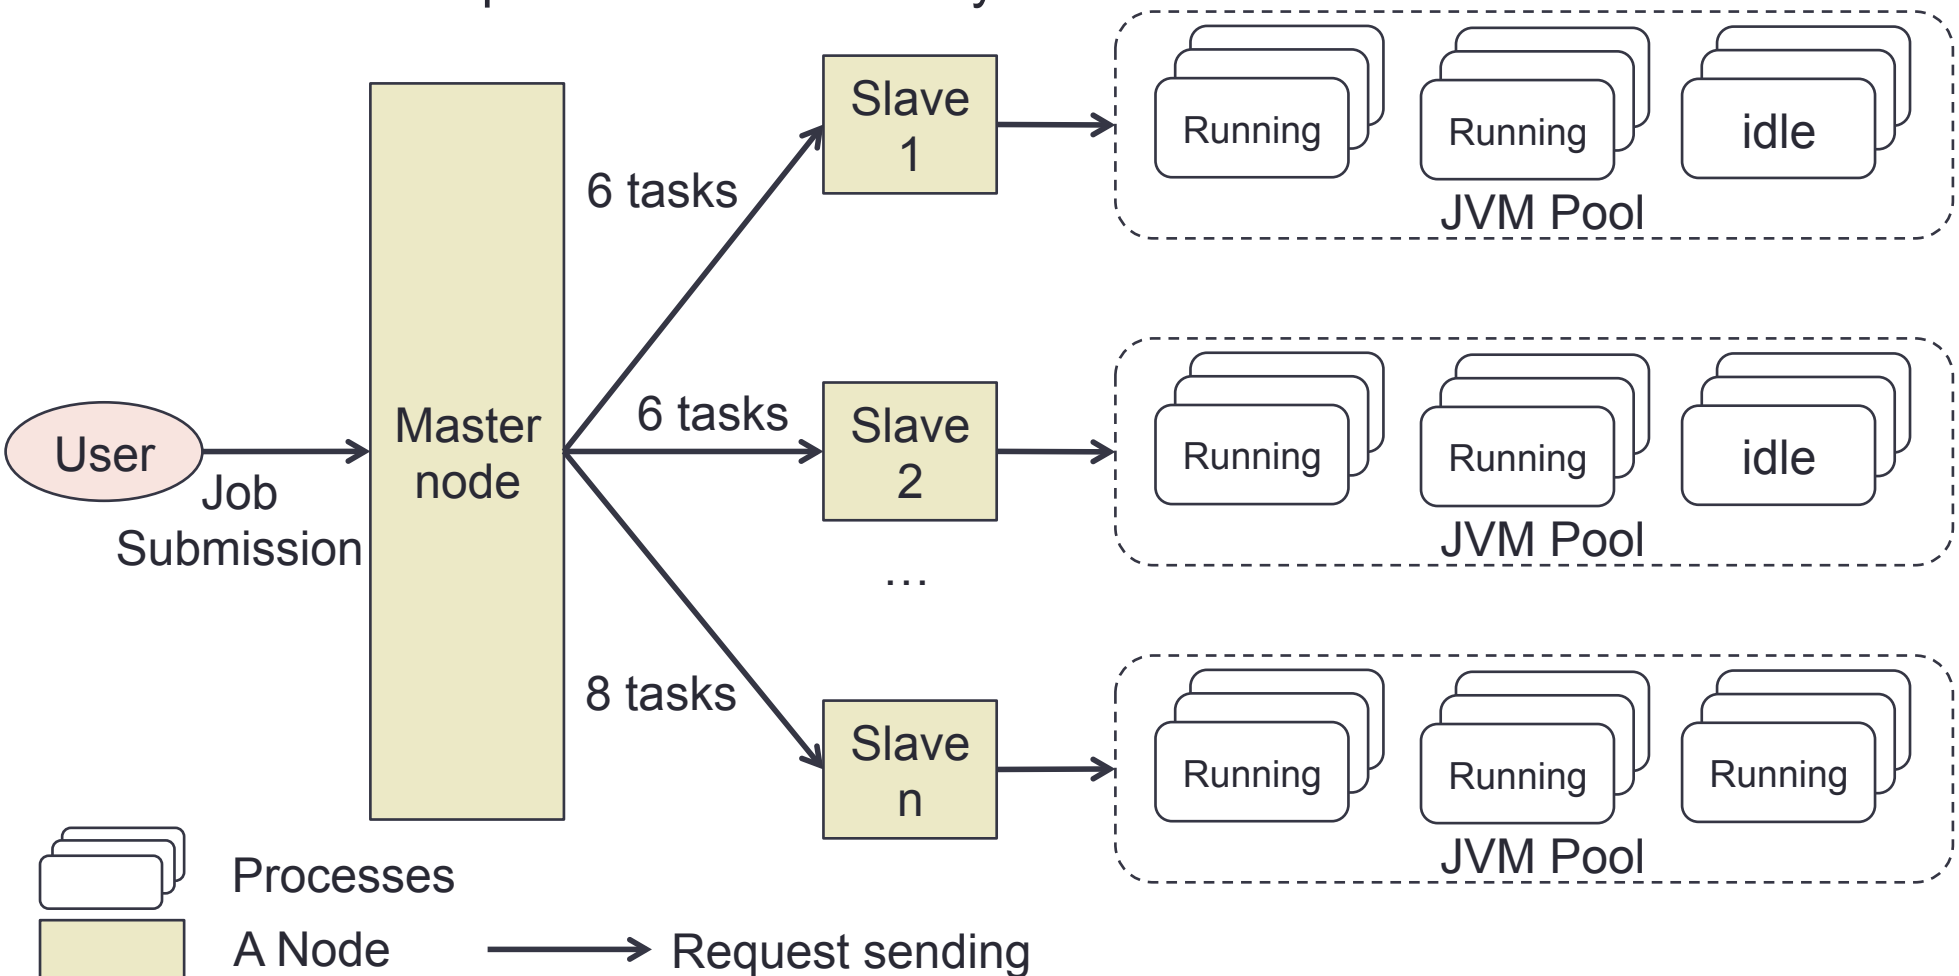 6 tasks
Slave
1
Running
Running
idle
JVM Pool
User
Job
Submission
Master
node
6 tasks
Slave
2
Running
Running
idle
JVM Pool
...
8 tasks
Slave
n
Running
Running
Running
JVM Pool
Processes
A Node
Request sending